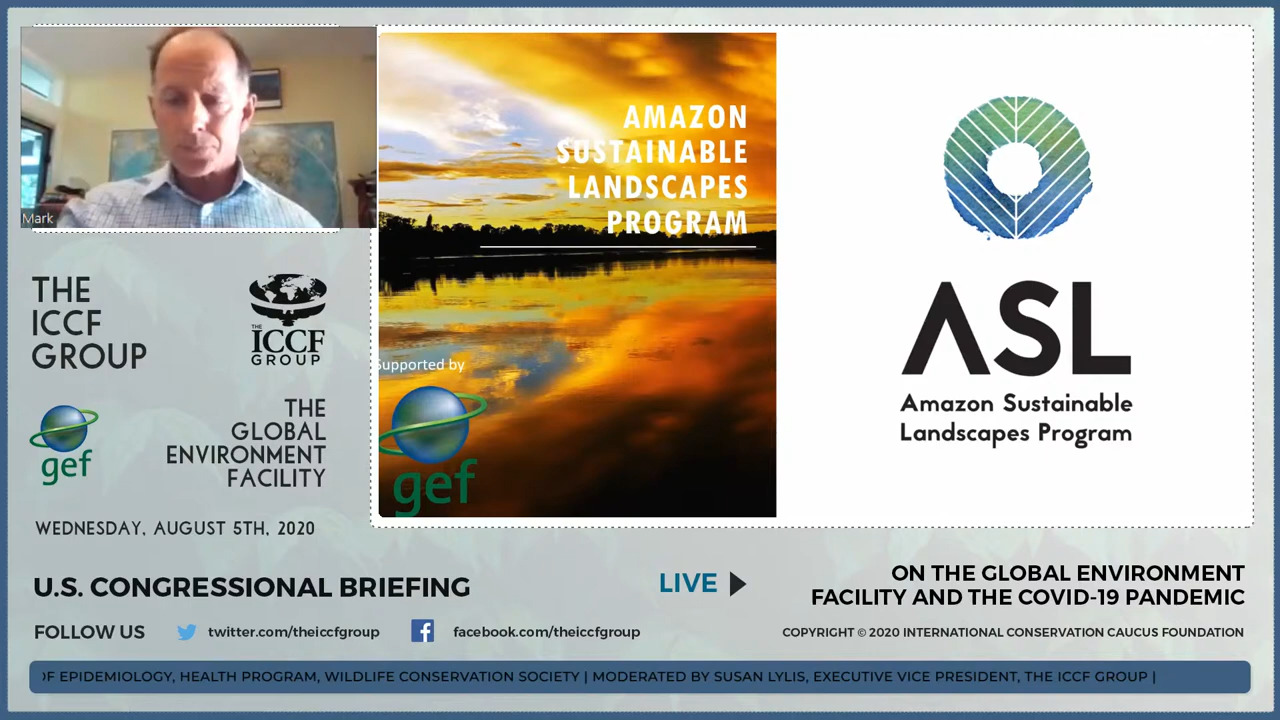 Mark
AMAZON
SUSTAINABLE
LANDSCAPES
PROGRAM
Supported by
gef
ASL
Amazon Sustainable
Landscapes Program
THE
ICCF
GROUP
THE
ICCF
GROUP
gef
THE
GLOBAL
ENVIRONMENT
FACILITY
WEDNESDAY, AUGUST 5TH, 2020
U.S. CONGRESSIONAL BRIEFING
LIVE
ON THE GLOBAL ENVIRONMENT
FACILITY AND THE COVID-19 PANDEMIC
FOLLOW US
twitter.com/theiccfgroup
facebook.com/theiccfgroup
COPYRIGHT © 2020 INTERNATIONAL CONSERVATION CAUCUS FOUNDATION
OF EPIDEMIOLOGY, HEALTH PROGRAM, WILDLIFE CONSERVATION SOCIETY | MODERATED BY SUSAN LYLIS, EXECUTIVE VICE PRESIDENT, THE ICCF GROUP |